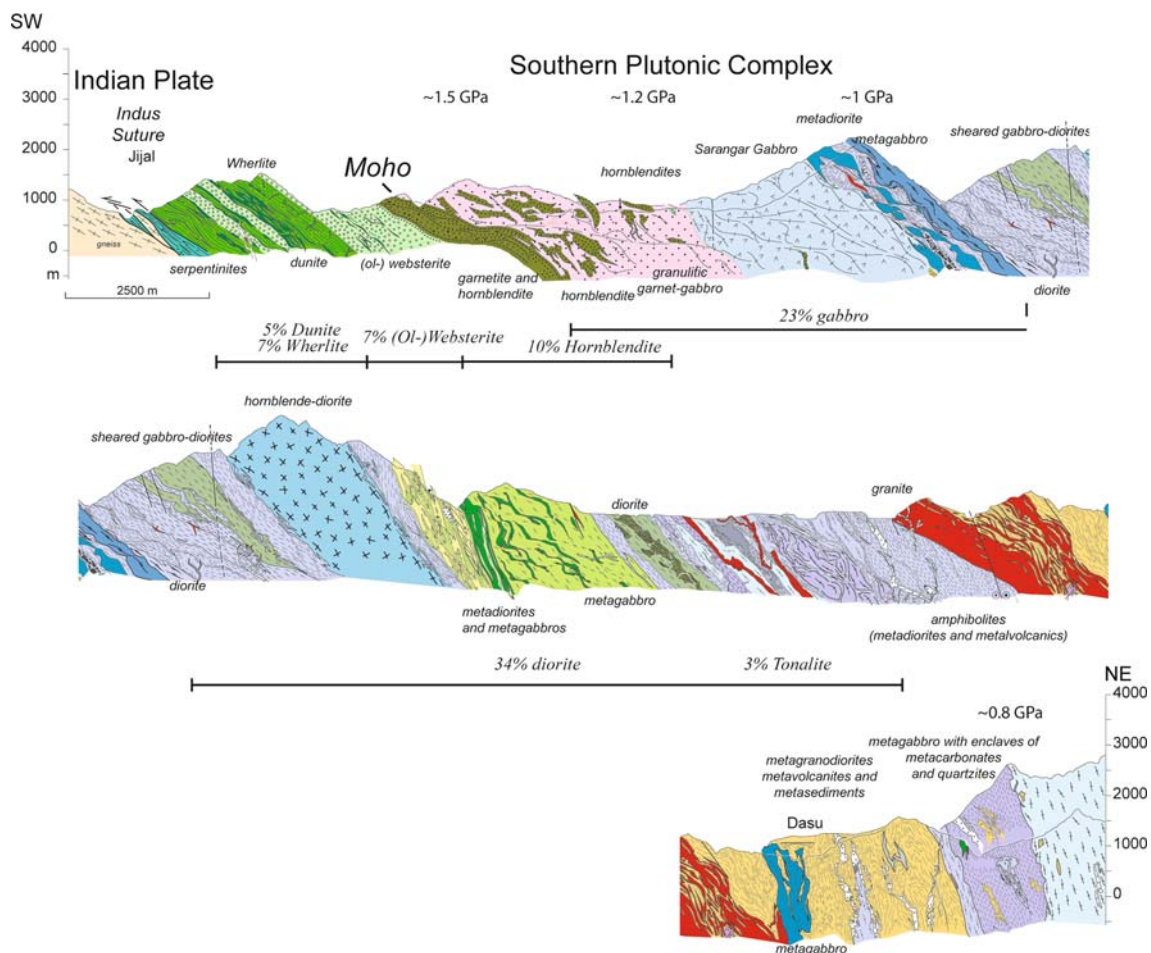 SW
4000
3000
2000
1000
0
m
2500 m
Indian Plate
Indus
Suture
Jijal
Southern Plutonic Complex
~1.5 GPa
~1.2 GPa
~1 GPa
metadiorite
metagabbro
sheared gabbro-diorites
Sarangar Gabbro
hornblendites
Wherlite
Moho
gneiss
serpentinites
dunite
(ol-) websterite
garnetite and
hornblendite
hornblendite
granulific
garnet-gabbro
diorite
23% gabbro
5% Dunite
7% Wherlite
7% (Ol-)Websterite
10% Hornblendite
hornblende-diorite
sheared gabbro-diorites
diorite
granite
diorite
metadiorites
and metagabbros
metagabbro
amphibolites
(metadiorites and metalvolcanics)
34% diorite
3% Tonalite
NE
4000
3000
2000
1000
0
~0.8 GPa
metagabbro with enclaves of
metacarbonates
and quartzites
metagranodiorites
metavolcanites and
metasediments
Dasu
metagabbro